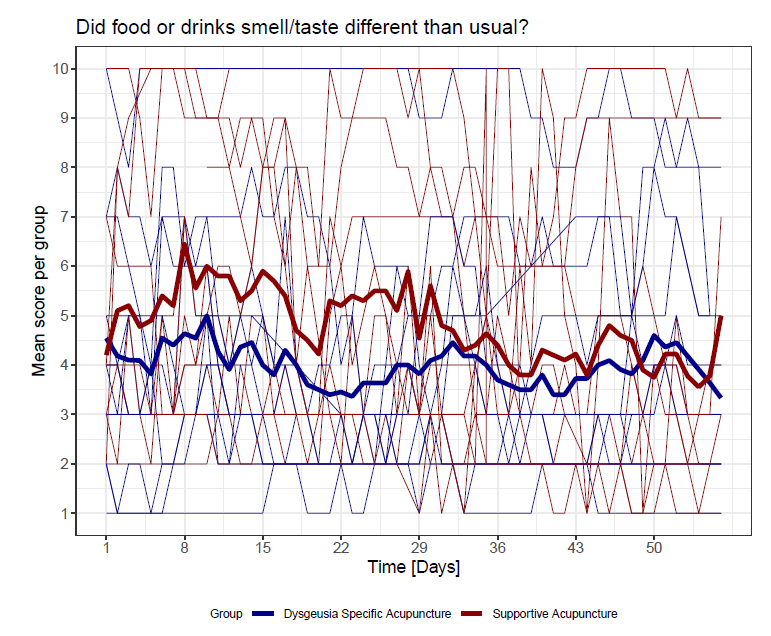 Did food or drinks smell/taste different than usual?
10
9
8
7
6
5
4
3
2
1
Mean score per group
1 8 15 22 29 36 43 50
Time [Days]
Group Dysgeusia Specific Acupuncture Supportive Acupuncture